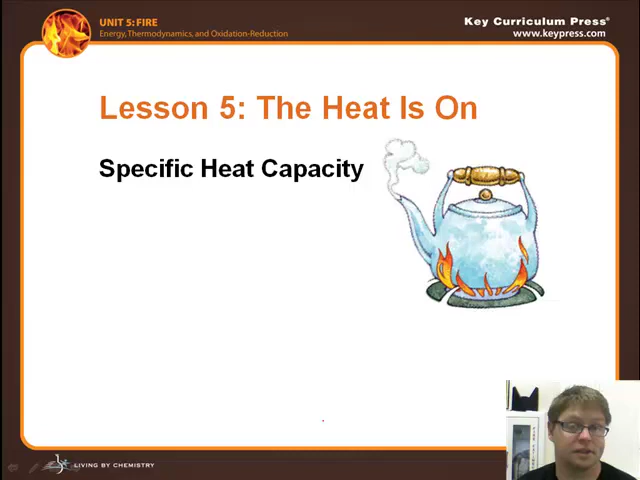 UNIT 5: FIRE
Energy, Thermodynamics, and Oxidation-Reduction
Key Curriculum Press®
www.keypress.com
Lesson 5: The Heat Is On
Specific Heat Capacity
LIVING BY CHEMISTRY